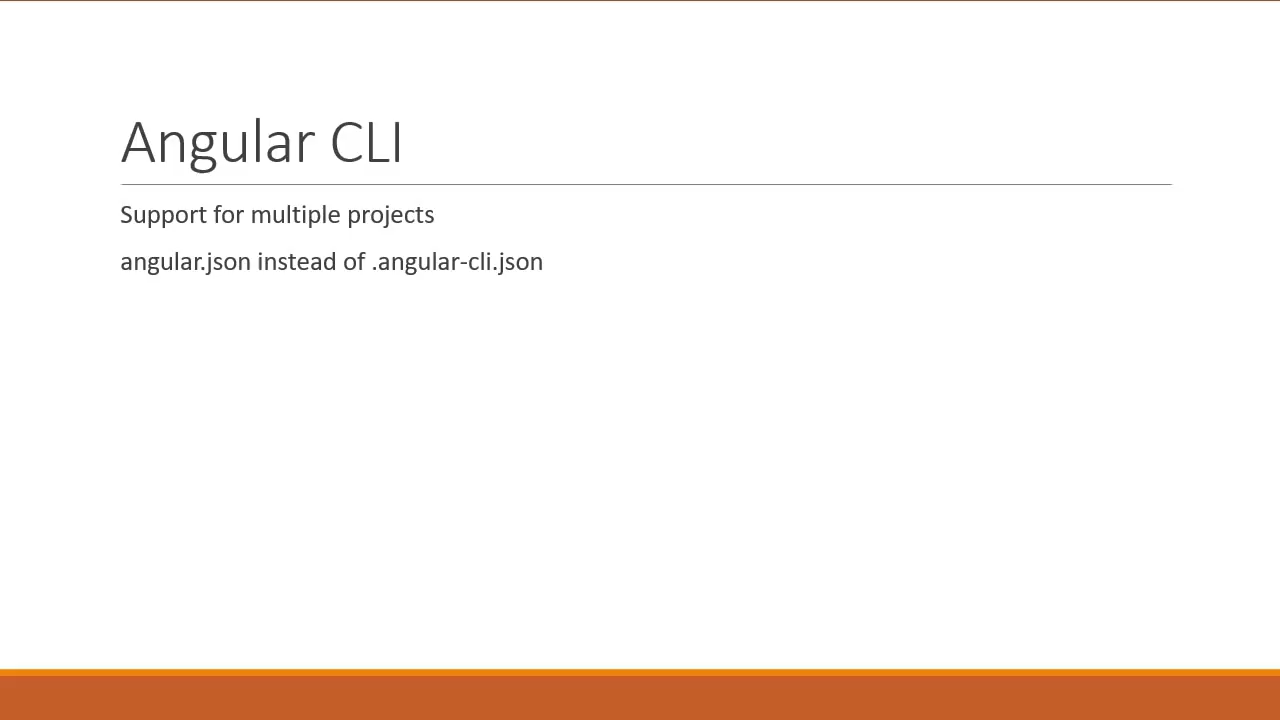 Angular CLI
Support for multiple projects
angular.json instead of .angular-cli.json